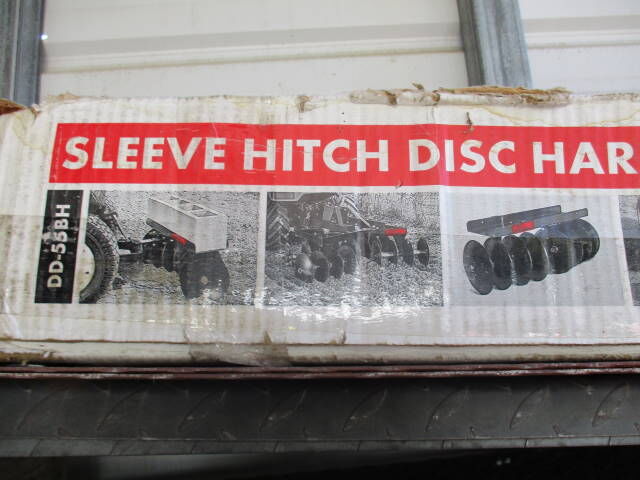 SLEEVE HITCH DISC HAR
DD-55BH